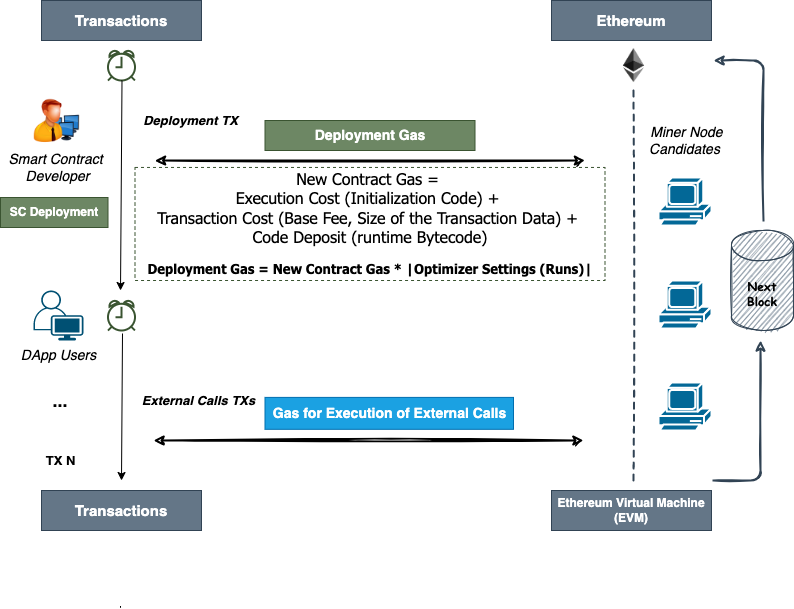 Transactions
Ethereum
Deployment TX
Deployment Gas
Miner Node
Candidates
Smart Contract
Developer
SC Deployment
New Contract Gas =
Execution Cost (Initialization Code) +
Transaction Cost (Base Fee, Size of the Transaction Data) +
Code Deposit (runtime Bytecode)
Deployment Gas = New Contract Gas * |Optimizer Settings (Runs)|
Next
Block
DApp Users
...
External Calls TXs
Gas for Execution of External Calls
TX N
Transactions
Ethereum Virtual Machine
(EVM)